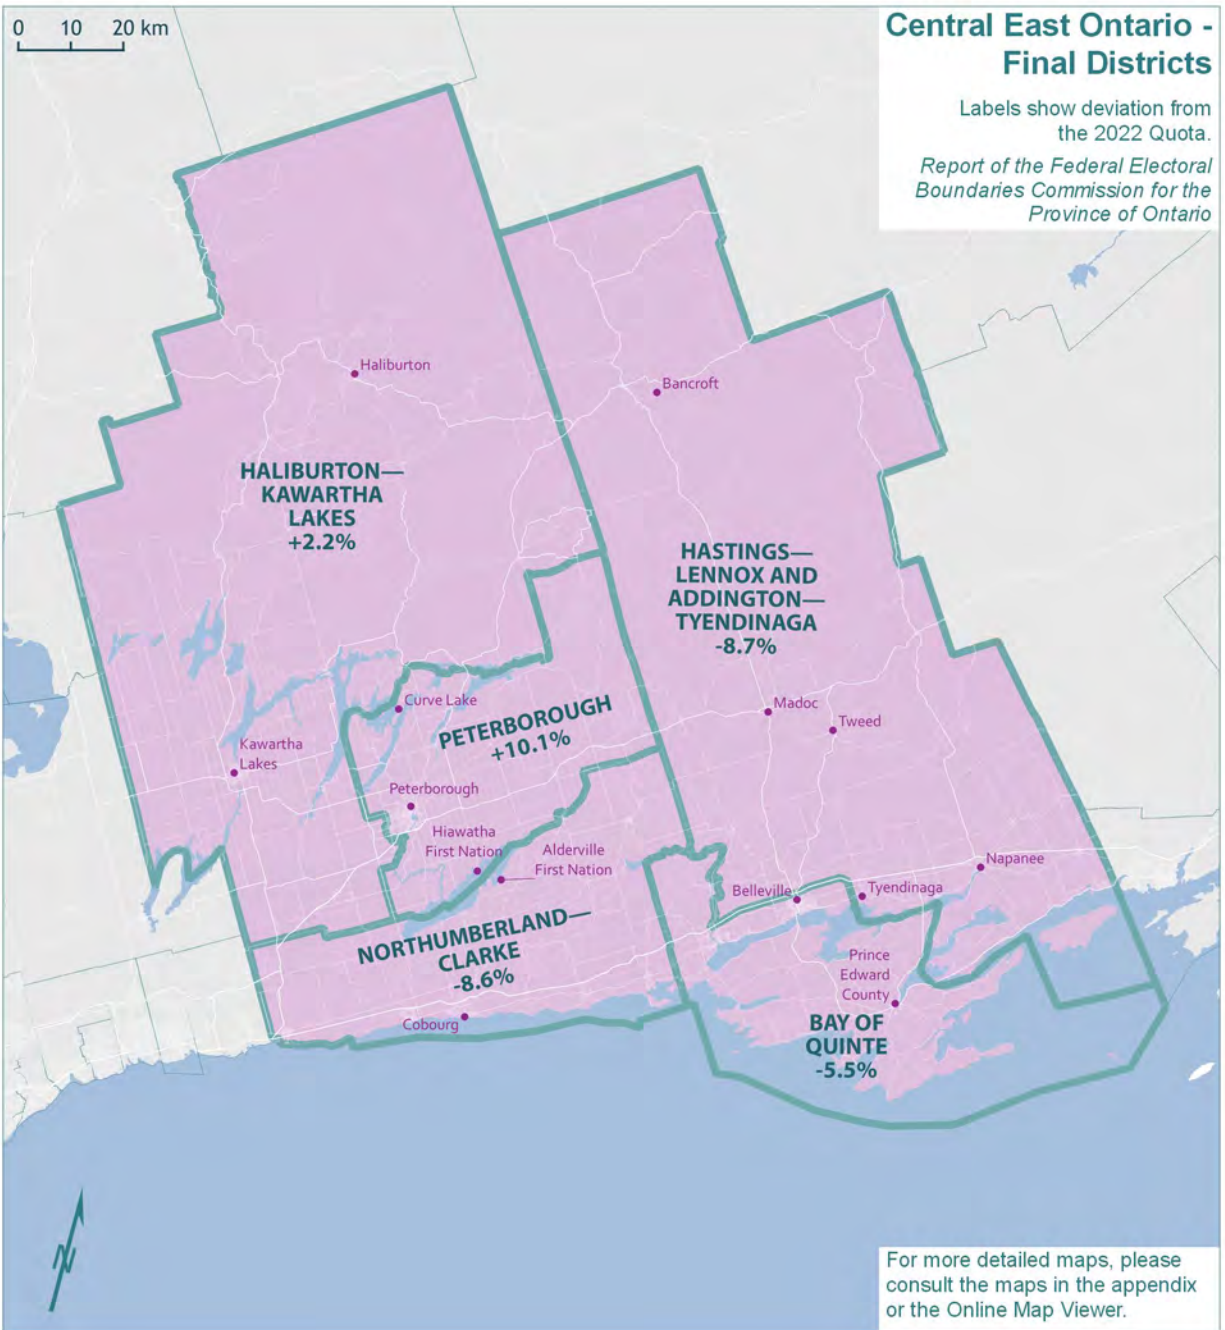 0 10 20 km
Central East Ontario -
Final Districts
Labels show deviation from
the 2022 Quota.
Report of the Federal Electoral
Boundaries Commission for the
Province of Ontario
Haliburton
Bancroft
HALIBURTON—
KAWARTHA
LAKES
+2.2%
HASTINGS—
LENNOX AND
ADDINGTON—
TYENDINAGA
-8.7%
Curve Lake
PETERBOROUGH
+10.1%
Madoc
Tweed
Kawartha
Lakes
Peterborough
Hiawatha
First Nation
Alderville
First Nation
Napanee
Belleville
Tyendinaga
NORTHUMBERLAND—
CLARKE
-8.6%
Prince
Edward
County
Cobourg
BAY OF
QUINTE
-5.5%
N
For more detailed maps, please
consult the maps in the appendix
or the Online Map Viewer.